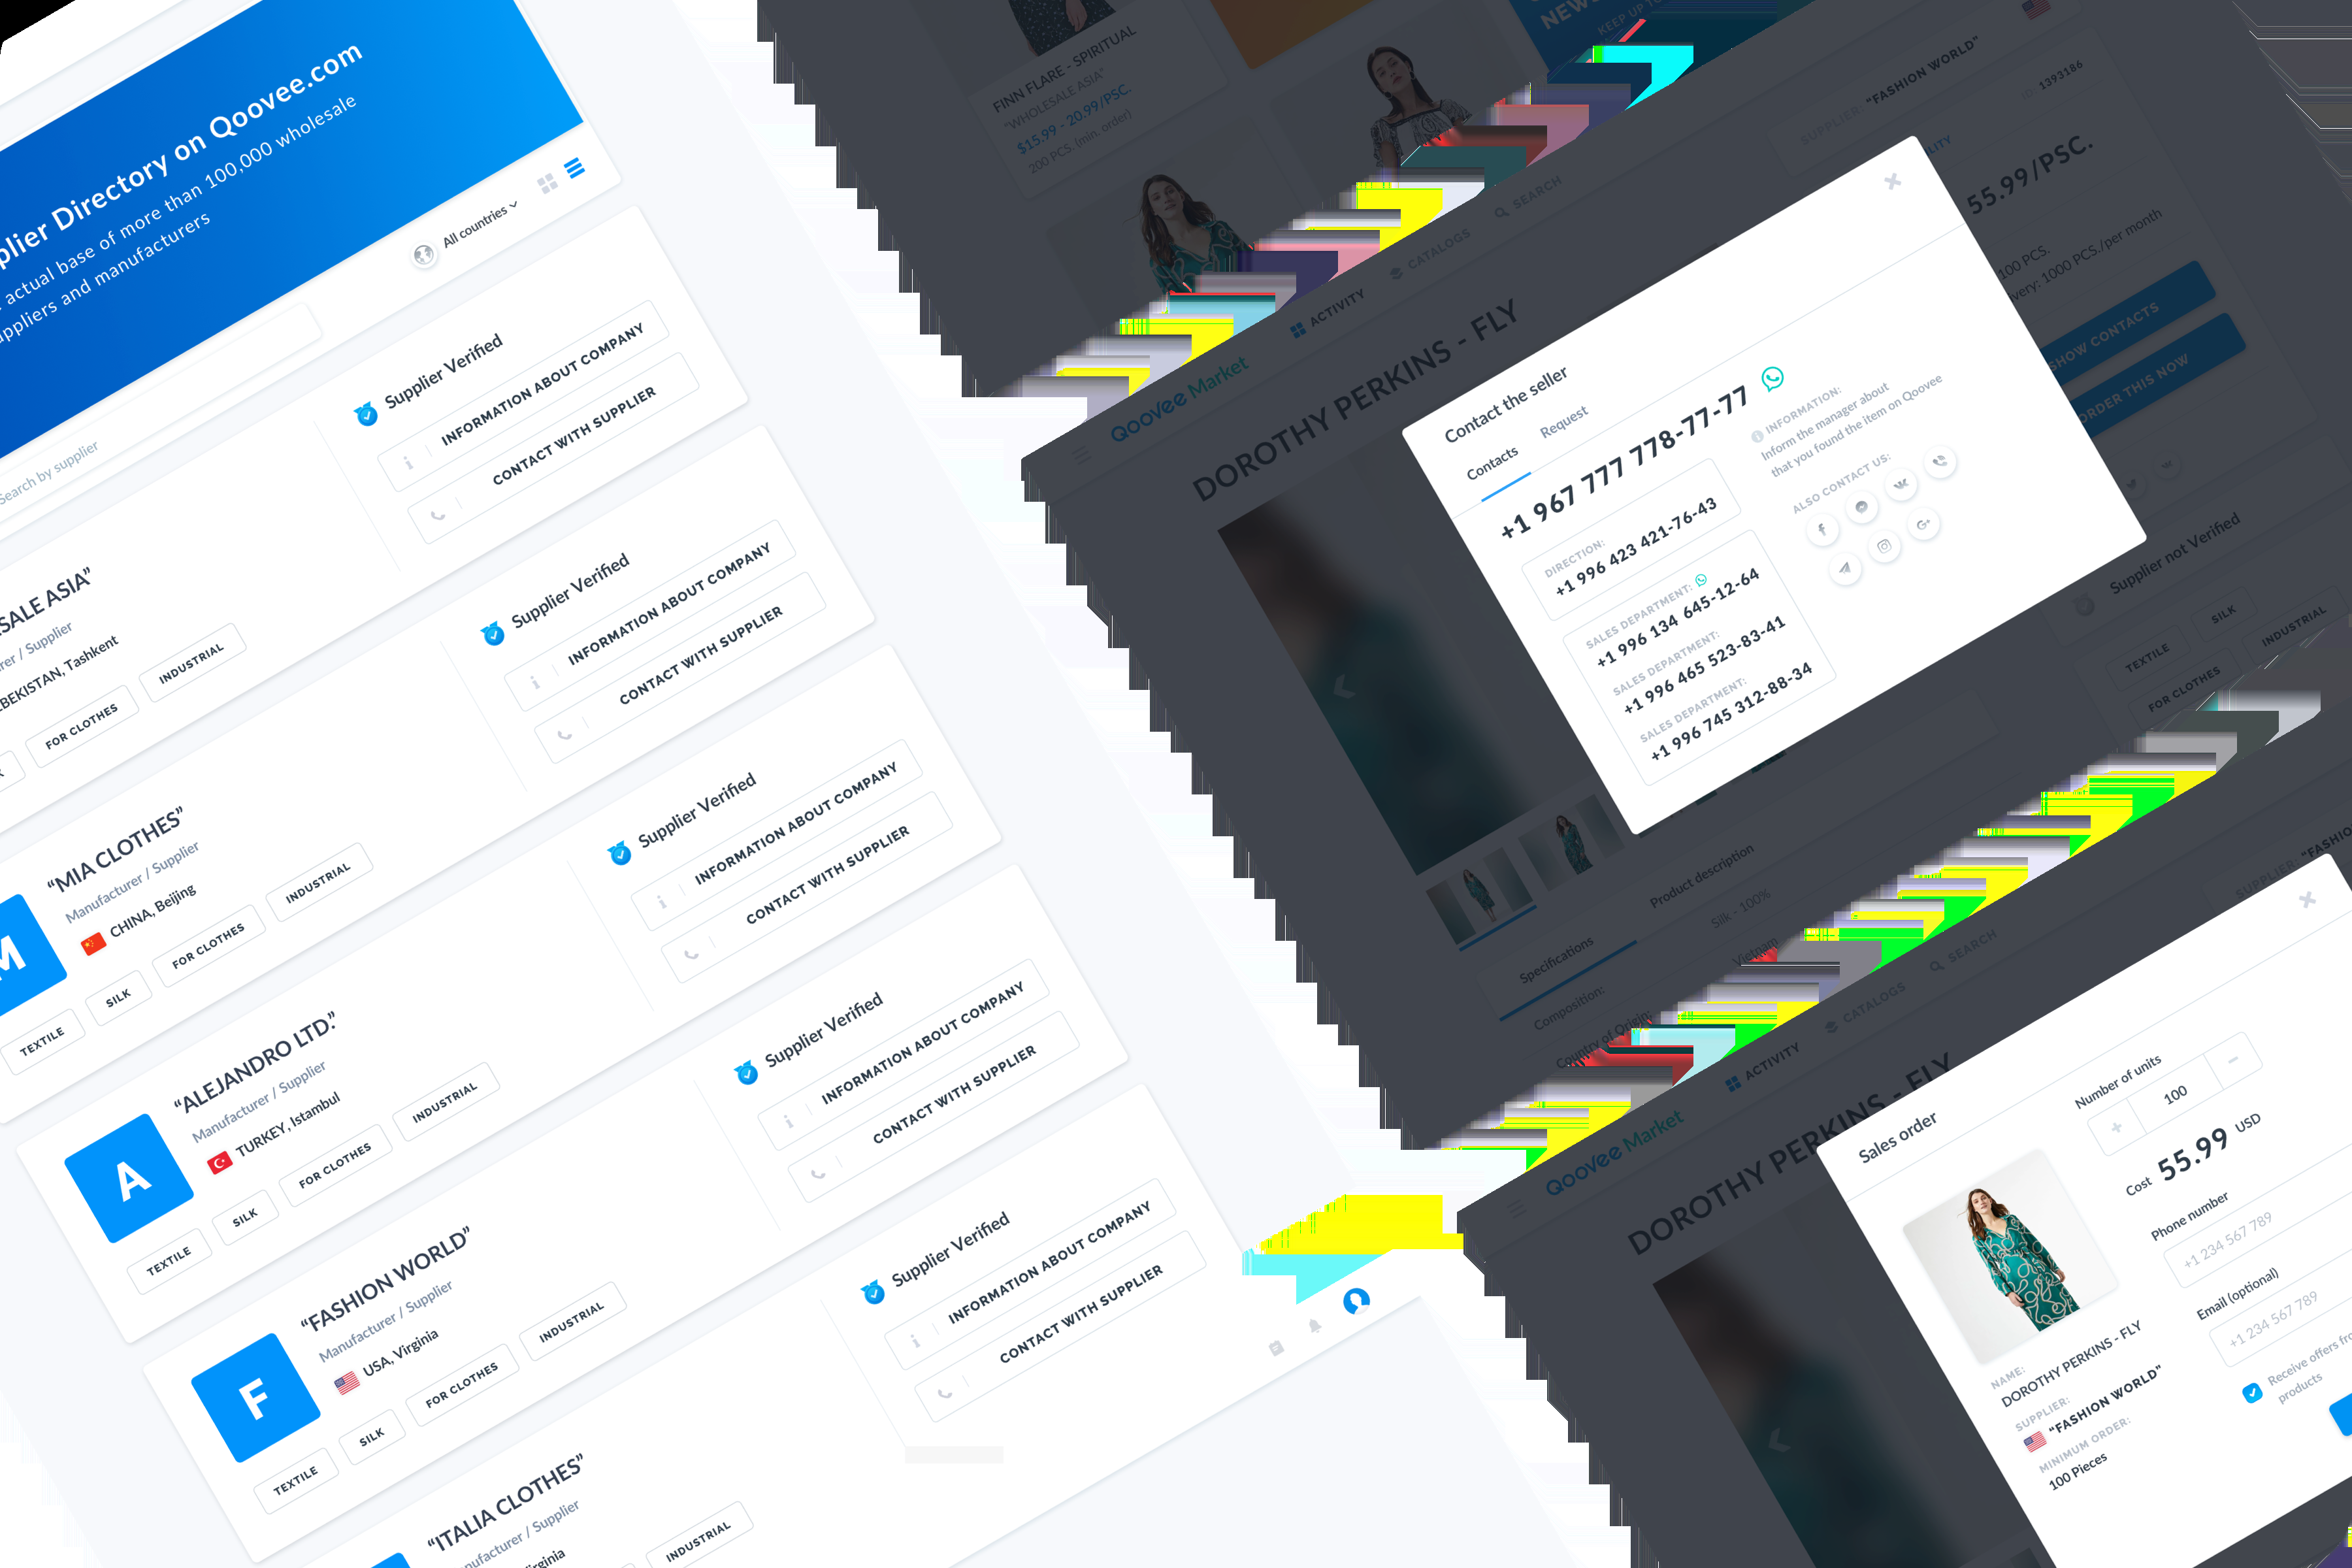 plier Directory on Qoovee.com
actual base of more than 100,000 wholesale
uppliers and manufacturers
All countries
Search by supplier
SALE ASIA”
rer / Supplier
BEKISTAN, Tashkent
FOR CLOTHES
INDUSTRIAL
Supplier Verified
INFORMATION ABOUT COMPANY
CONTACT WITH SUPPLIER
“MIA CLOTHES”
Manufacturer / Supplier
CHINA, Beijing
TEXTILE
SILK
FOR CLOTHES
INDUSTRIAL
Supplier Verified
INFORMATION ABOUT COMPANY
CONTACT WITH SUPPLIER
M
“ALEJANDRO LTD.”
Manufacturer / Supplier
TURKEY, Istambul
TEXTILE
SILK
FOR CLOTHES
INDUSTRIAL
Supplier Verified
INFORMATION ABOUT COMPANY
CONTACT WITH SUPPLIER
A
“FASHION WORLD”
Manufacturer / Supplier
USA, Virginia
TEXTILE
SILK
FOR CLOTHES
INDUSTRIAL
Supplier Verified
INFORMATION ABOUT COMPANY
CONTACT WITH SUPPLIER
F
“ITALIA CLOTHES”
nufacturer / Supplier
irginia
INDUSTRIAL
Supplier Verified
INFORMATION ABOUT COMPANY
CONTACT WITH SUPPLIER
FINN FLARE - SPIRITUAL
"WHOLESALE ASIA"
$15.99 - 20.99/PSC.
200 PCS. (min. order)
NEW
KEEP UP TO
Qoovee Market
ACTIVITY
CATALOGS
SEARCH
DOROTHY PERKINS - FLY
SUPPLIER: "FASHION WORLD"
ID: 1393186
LITY
55.99/PSC.
100 PCS.
very: 1000 PCS./per month
SHOW CONTACTS
ORDER THIS NOW
Supplier not Verified
TEXTILE
SILK
FOR CLOTHES
INDUSTRIAL
Contact the seller
Contacts
Request
+1 967 777 778-77-77
DIRECTION:
+1 996 423 421-76-43
SALES DEPARTMENT:
+1 996 134 645-12-64
SALES DEPARTMENT:
+1 996 465 523-83-41
SALES DEPARTMENT:
+1 996 745 312-88-34
INFORMATION:
Inform the manager about
that you found the item on Qoovee
ALSO CONTACT US:
Specifications
Product description
Composition:
Silk - 100%
Country of Origin:
Vietnam
Qoovee Market
ACTIVITY
CATALOGS
SEARCH
DOROTHY PERKINS - FLY
SUPPLIER: "FASHIO
Sales order
Number of units
100
Cost 55.99 USD
Phone number
+1 234 567 789
Email (optional)
+1 234 567 789
Receive offers fro
products
NAME:
DOROTHY PERKINS - FLY
SUPPLIER:
"FASHION WORLD"
MINIMUM ORDER:
100 Pieces